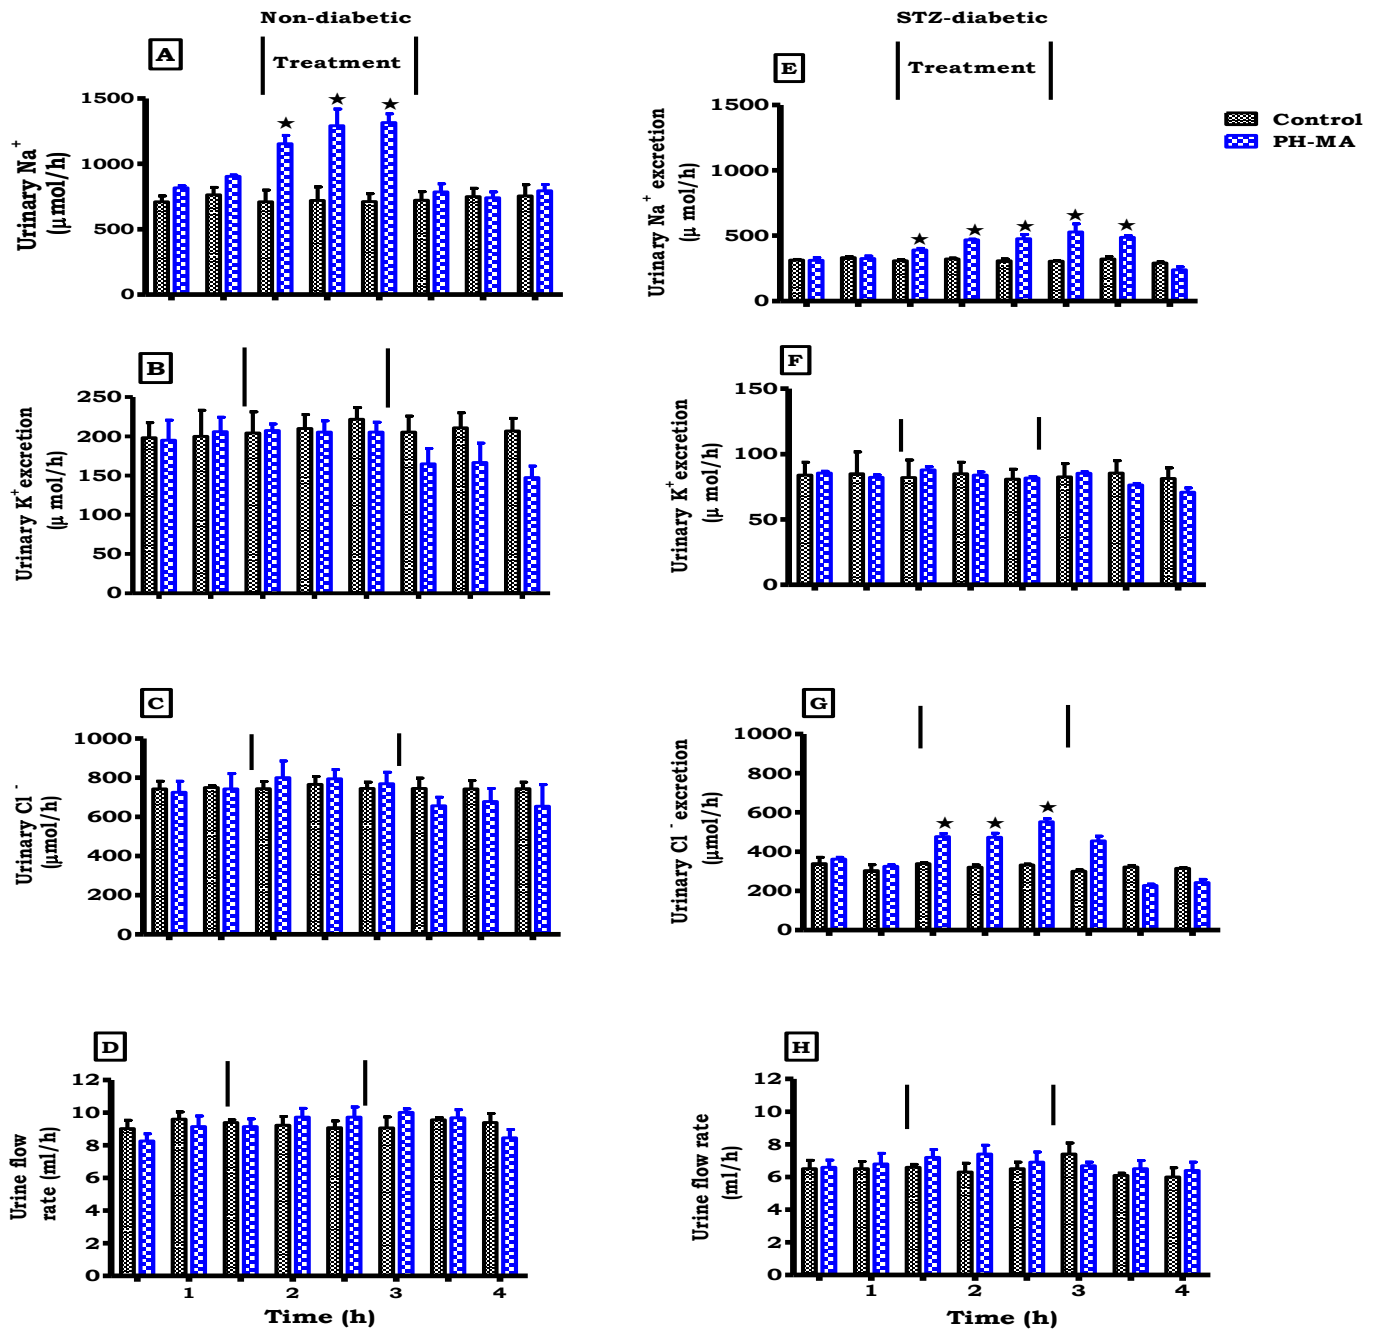 Non-diabetic
A
Treatment
1500
1000
500
0
Urinary Na+
(μmol/h)
STZ-diabetic
E
Treatment
1500
1000
500
0
Urinary Na+ excretion
(μ mol/h)
Control
PH-MA
B
250
200
150
100
50
0
Urinary K+excretion
(μ mol/h)
F
150
100
50
0
Urinary K+excretion
(μ mol/h)
C
1000
800
600
400
200
0
Urinary Cl -
(μmol/h)
G
1000
800
600
400
200
0
Urinary Cl - excretion
(μmol/h)
D
12
10
8
6
4
2
0
Urine flow
rate (ml/h)
1 2 3 4
Time (h)
H
12
10
8
6
4
2
0
Urine flow rate
(ml/h)
1 2 3 4
Time (h)